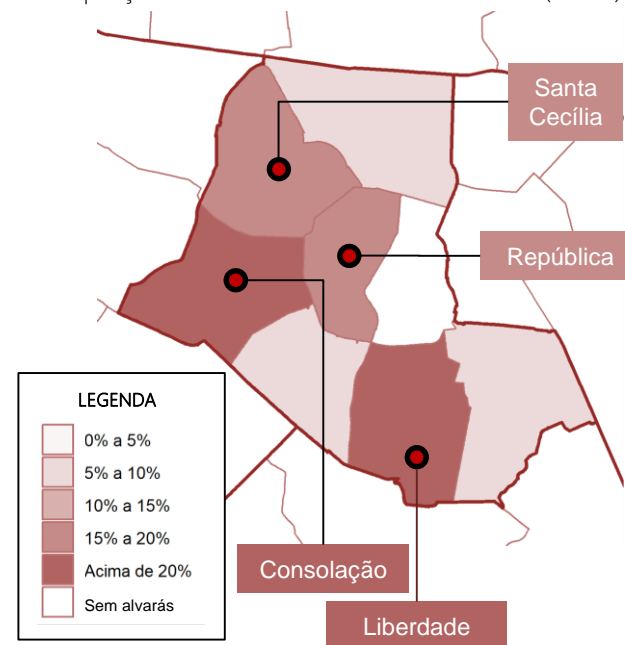 Santa
Cecília
República
LEGENDA
0% a 5%
5% a 10%
10% a 15%
15% a 20%
Acima de 20%
Sem alvarás
Consolação
Liberdade